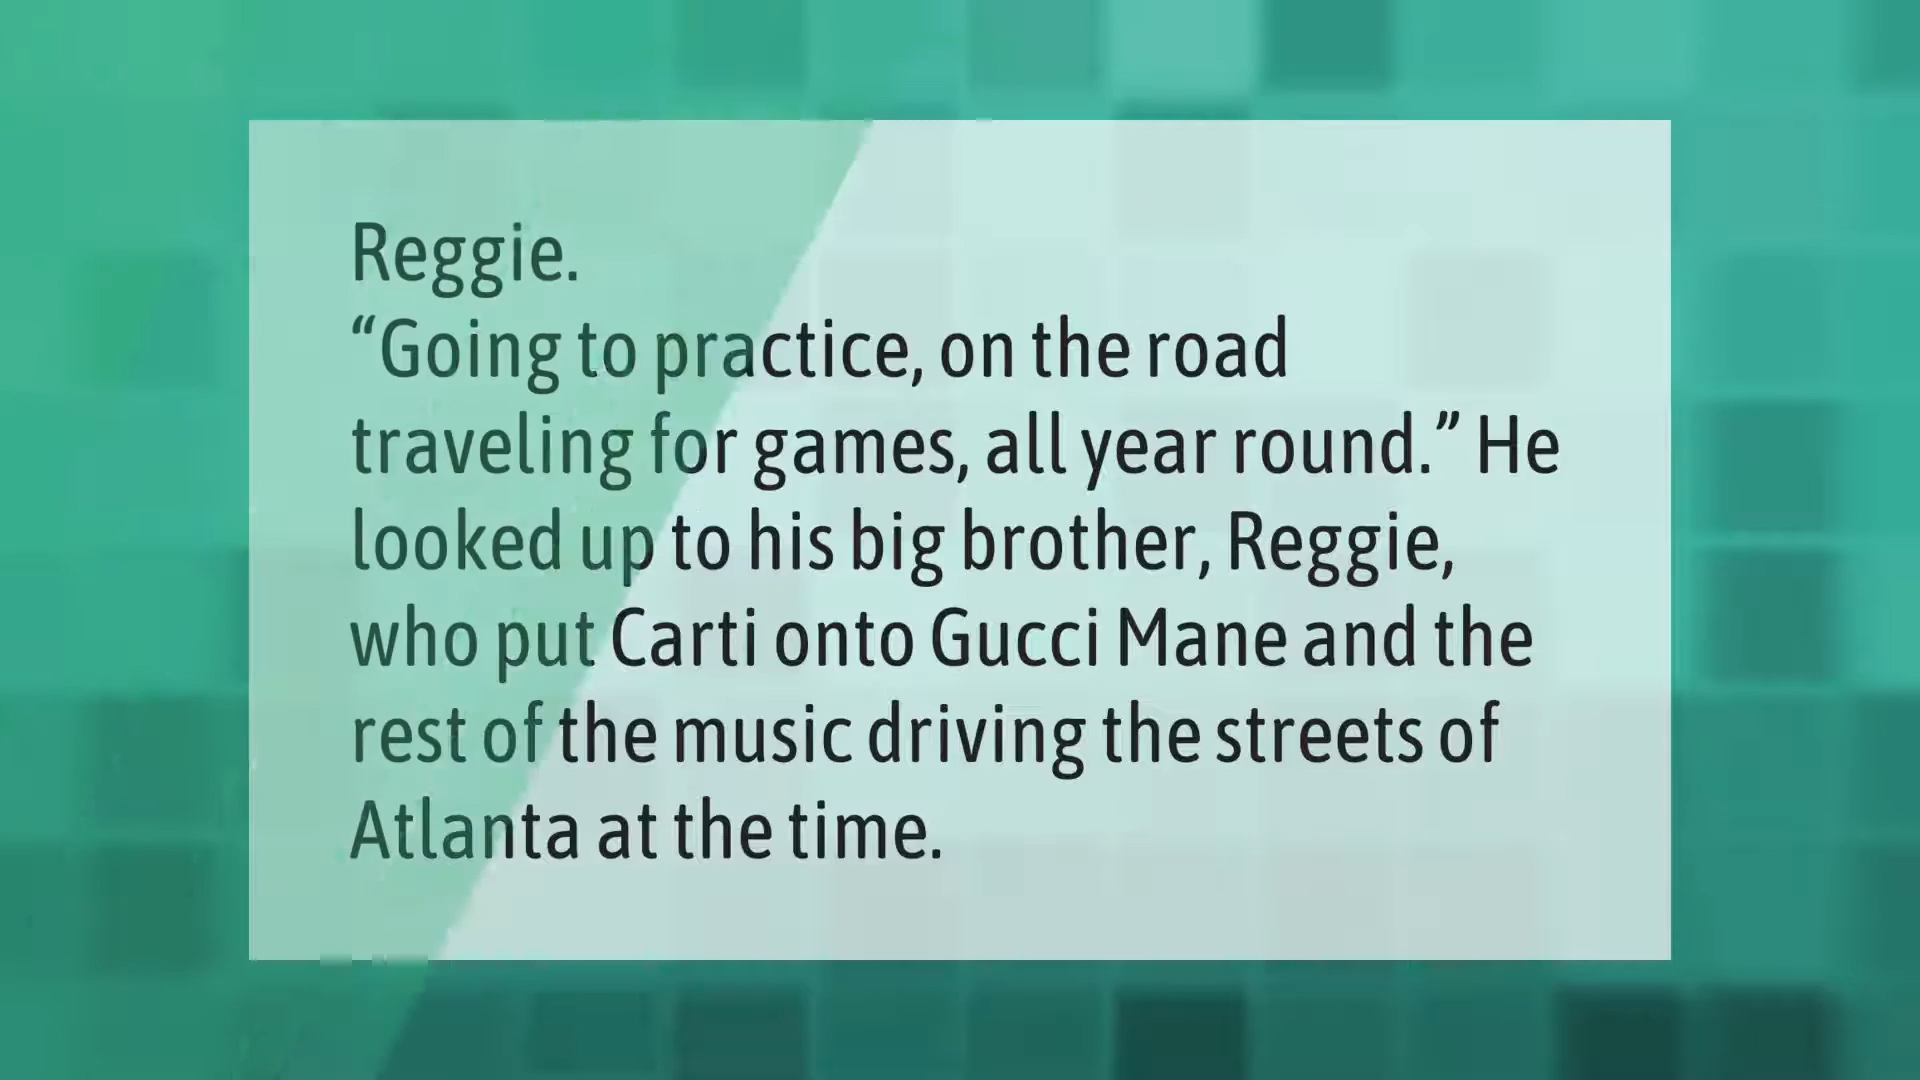 Reggie.
“Going to practice, on the road
traveling for games, all year round.” He
looked up to his big brother, Reggie,
who put Carti onto Gucci Mane and the
rest of the music driving the streets of
Atlanta at the time.